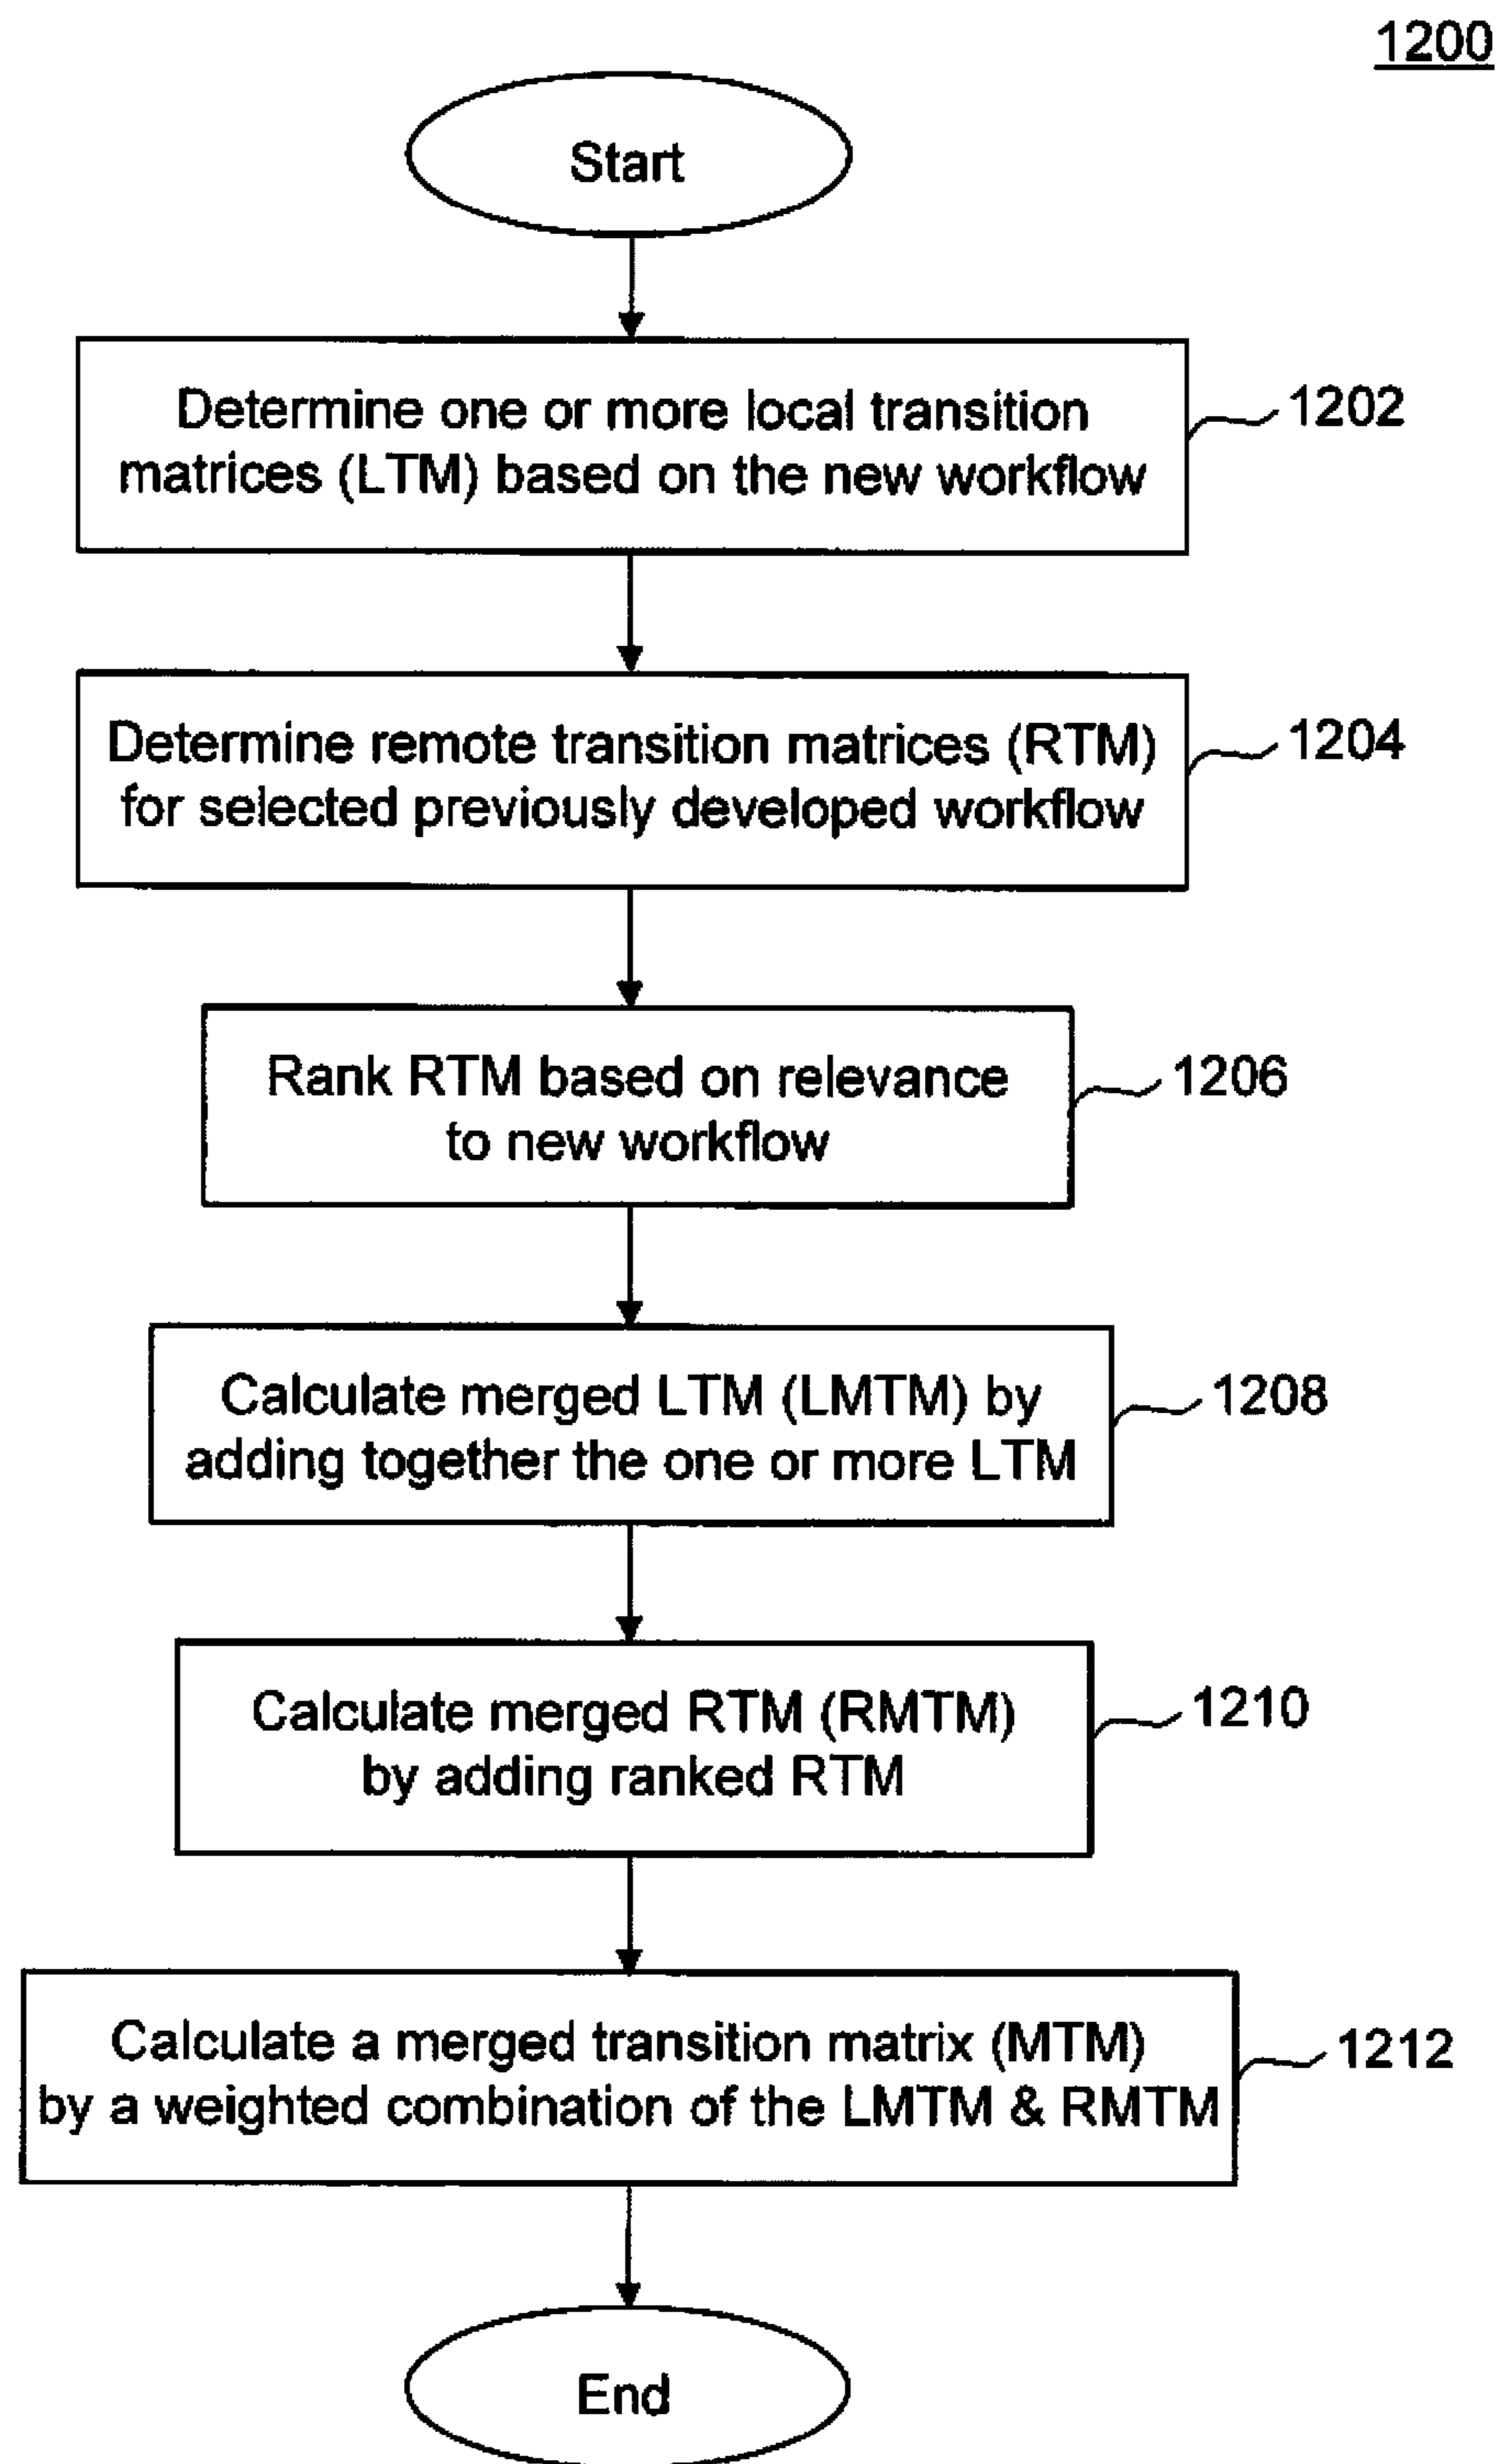 1200
Start
Determine one or more local transition
matrices (LTM) based on the new workflow
1202
Determine remote transition matrices (RTM)
for selected previously developed workflow
1204
Rank RTM based on relevance
to new workflow
1206
Calculate merged LTM (LMTM) by
adding together the one or more LTM
1208
Calculate merged RTM (RMTM)
by adding ranked RTM
1210
Calculate a merged transition matrix (MTM)
by a weighted combination of the LMTM & RMTM
1212
End